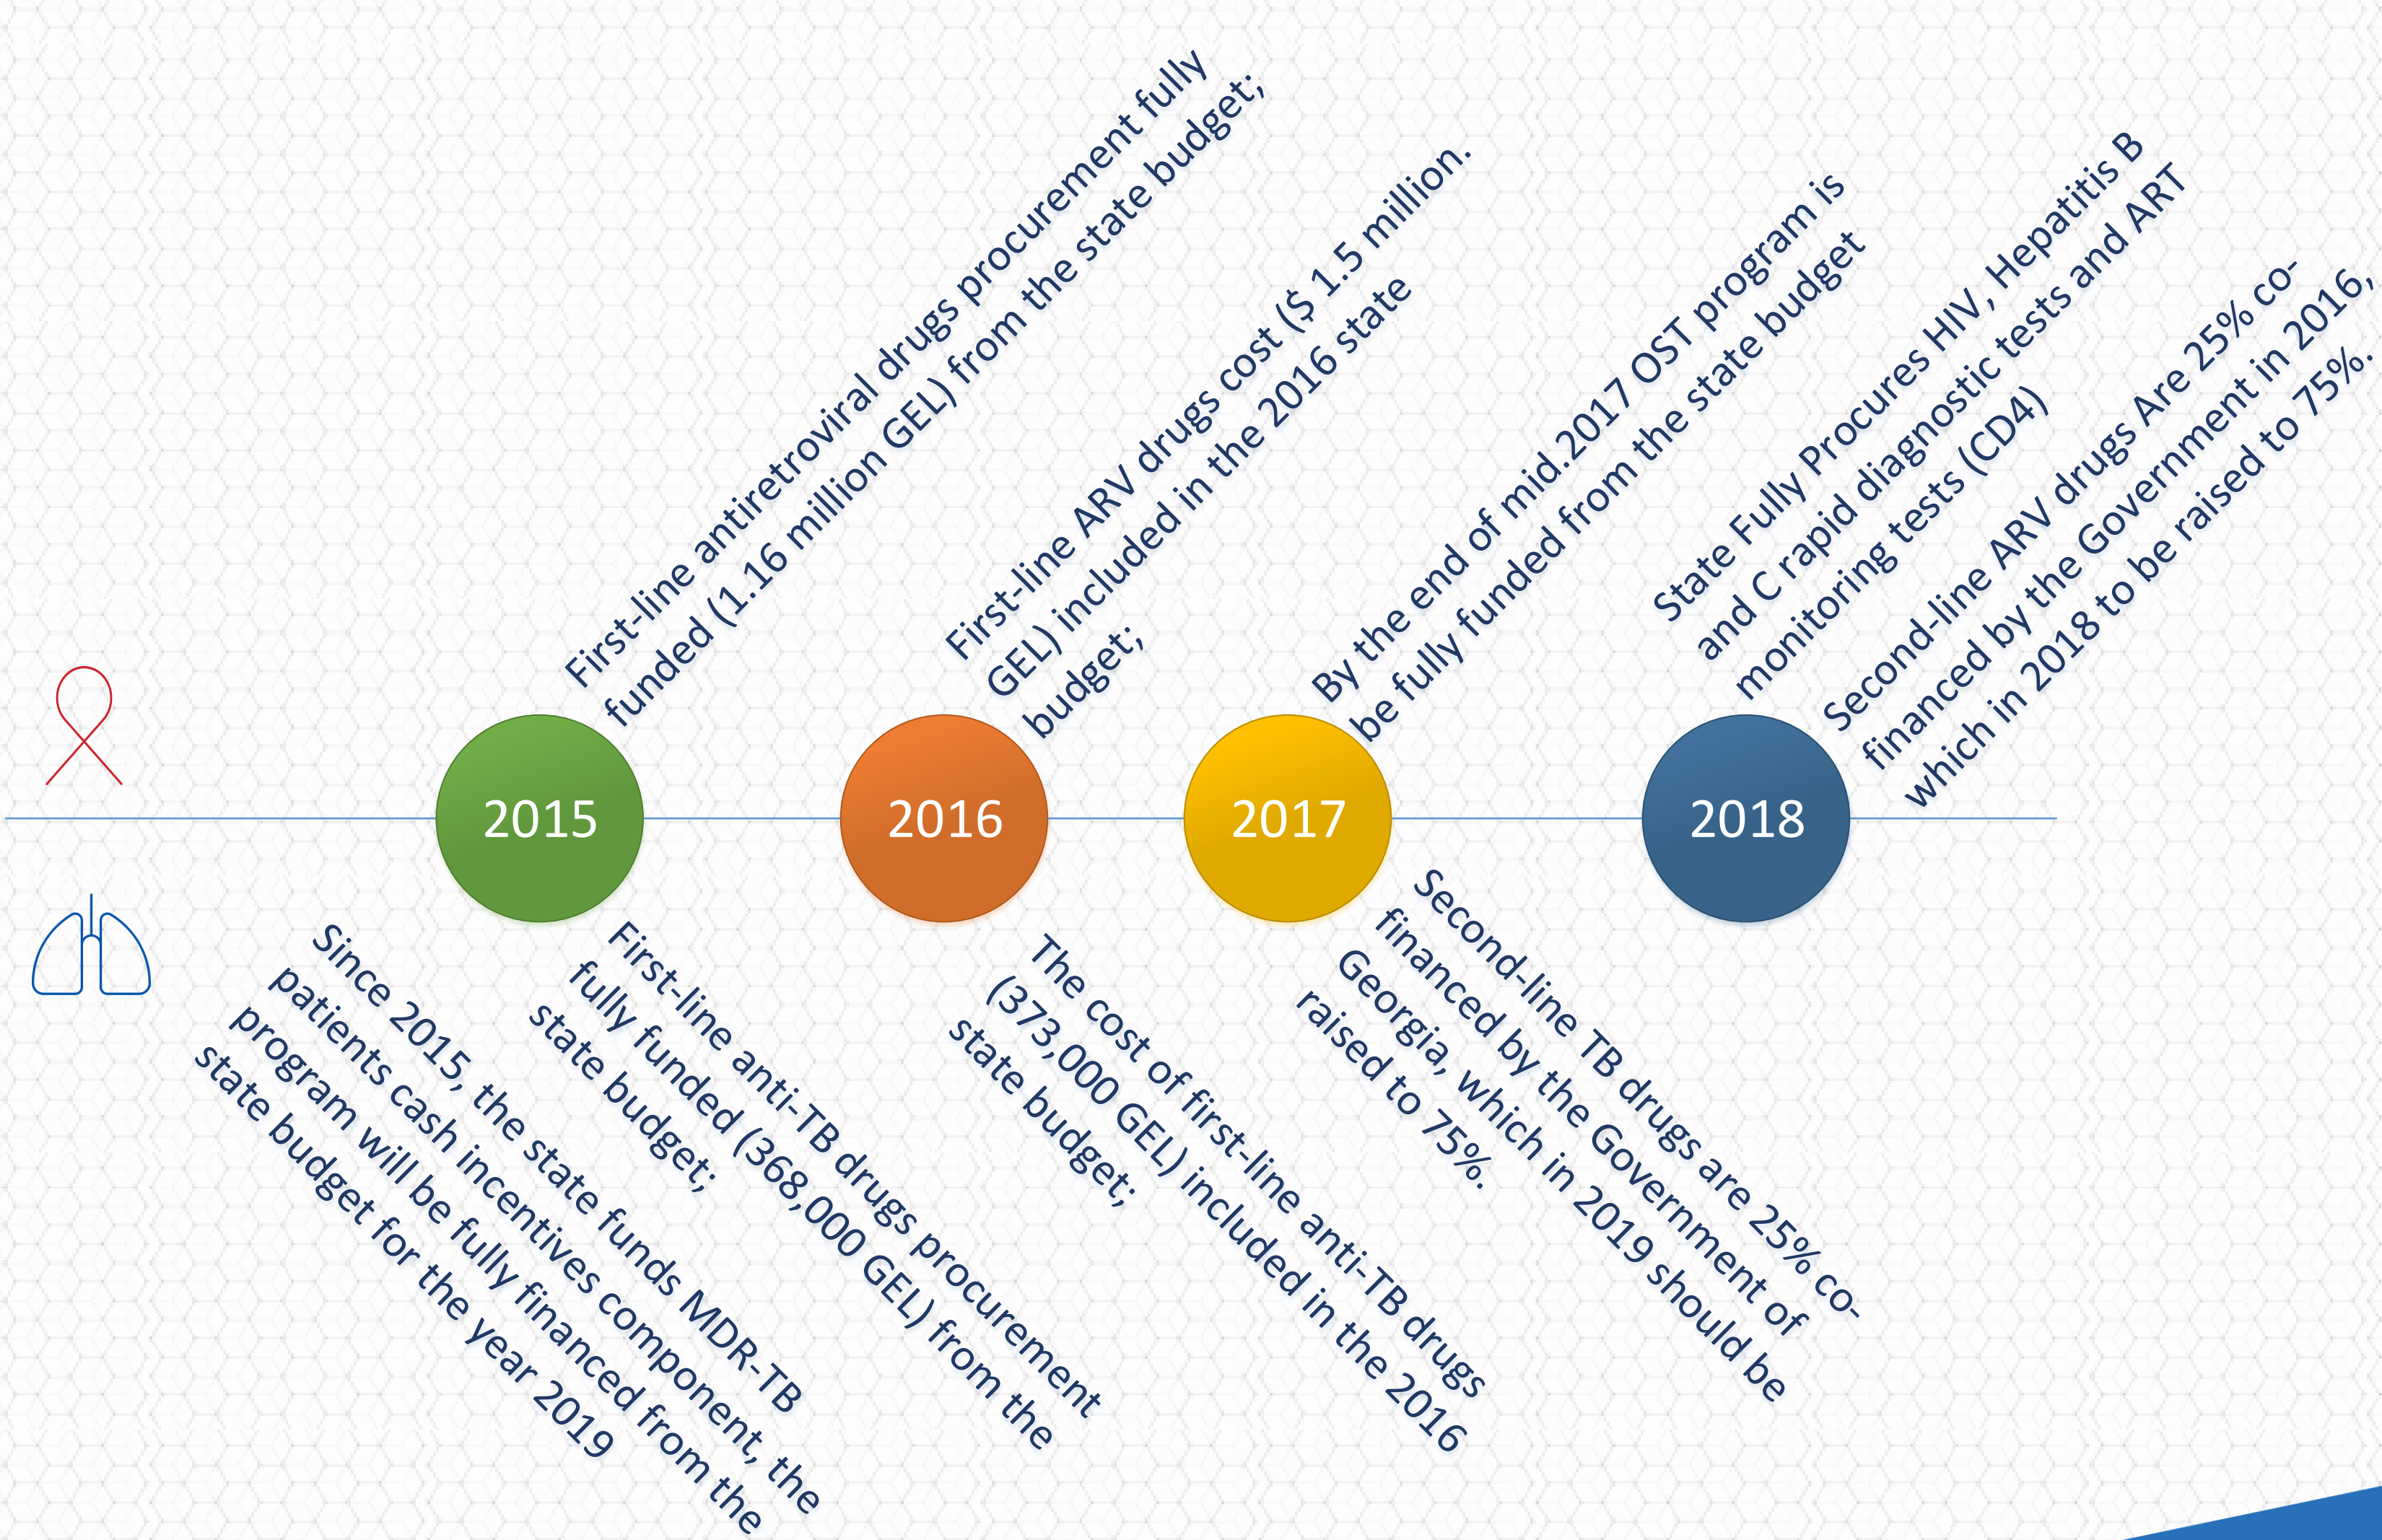 First-line antiretroviral drugs procurement fully
funded (1.16 million GEL) from the state budget;
First-line ARV drugs cost ($ 1.5 million.
GEL) included in the 2016 state
budget;
By the end of mid.2017 OST program is
be fully funded from the state budget
State Fully Procures HIV, Hepatitis B
and C rapid diagnostic tests and ART
monitoring tests (CD4)
Second-line ARV drugs Are 25% co-
financed by the Government in 2016,
which in 2018 to be raised to 75%.
2015
2016
2017
2018
Since 2015, the state funds MDR-TB
patients cash incentives component, the
program will be fully financed from the
state budget for the year 2019
First-line anti-TB drugs procurement
fully funded (368,000 GEL) from the
state budget;
The cost of first-line anti-TB drugs
(373,000 GEL) included in the 2016
state budget;
Second-line TB drugs are 25% co-
financed by the Government of
Georgia, which in 2019 should be
raised to 75%.